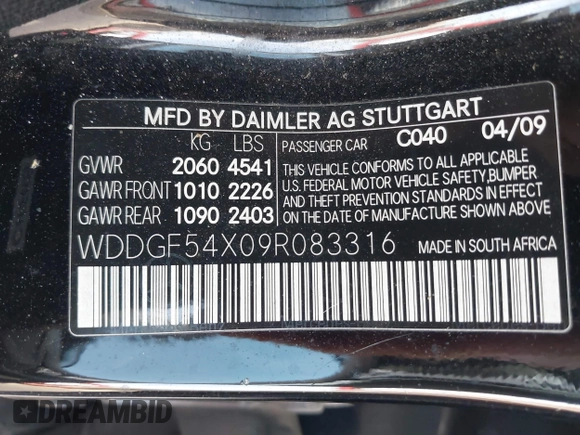 MFD BY DAIMLER AG STUTTGART
KG LBS PASSENGER CAR C040 04/09
GVWR 2060 4541
GAWR FRONT 1010 2226
GAWR REAR 1090 2403
THIS VEHICLE CONFORMS TO ALL APPLICABLE
U.S. FEDERAL MOTOR VEHICLE SAFETY,BUMPER
AND THEFT PREVENTION STANDARDS IN EFFECT
ON THE DATE OF MANUFACTURE SHOWN ABOVE.
WDDGF54X09R083316 MADE IN SOUTH AFRICA
DREAMBID